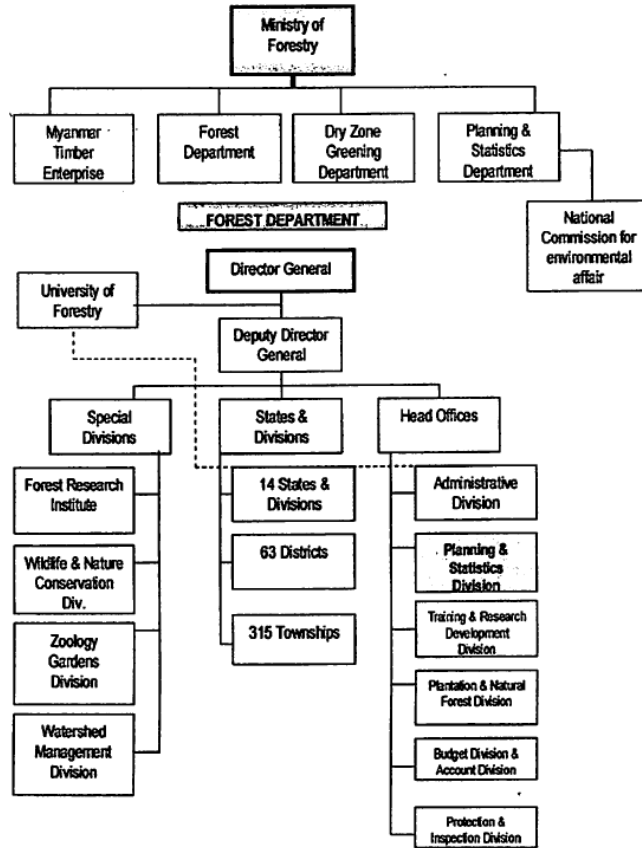 Ministry of
Forestry
Myanmar
Timber
Enterprise
Forest
Department
Dry Zone
Greening
Department
Planning &
Statistics
Department
National
Commission for
environmental
affair
FOREST DEPARTMENT
Director General
University of
Forestry
Deputy Director
General
Special
Divisions
States &
Divisions
Head Offices
Forest Research
Institute
Wildlife & Nature
Conservation
Div.
Zoology
Gardens
Division
Watershed
Management
Division
14 States &
Divisions
63 Districts
315 Townships
Administrative
Division
Planning &
Statistics
Division
Training & Research
Development
Division
Plantation & Natural
Forest Division
Budget Division &
Account Division
Protection &
Inspection Division